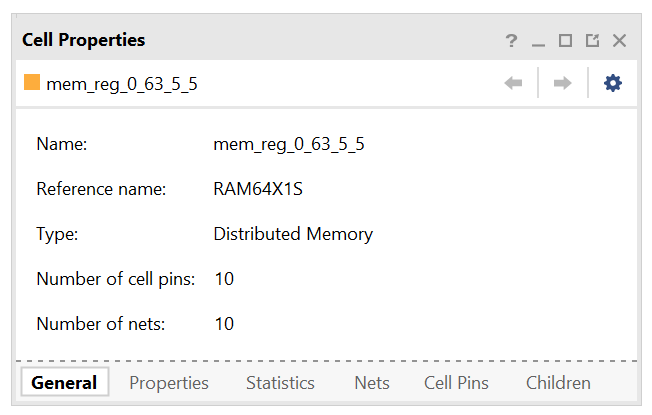 Cell Properties
mem_reg_0_63_5_5
Name: mem_reg_0_63_5_5
Reference name: RAM64X1S
Type: Distributed Memory
Number of cell pins: 10
Number of nets: 10
General Properties Statistics Nets Cell Pins Children